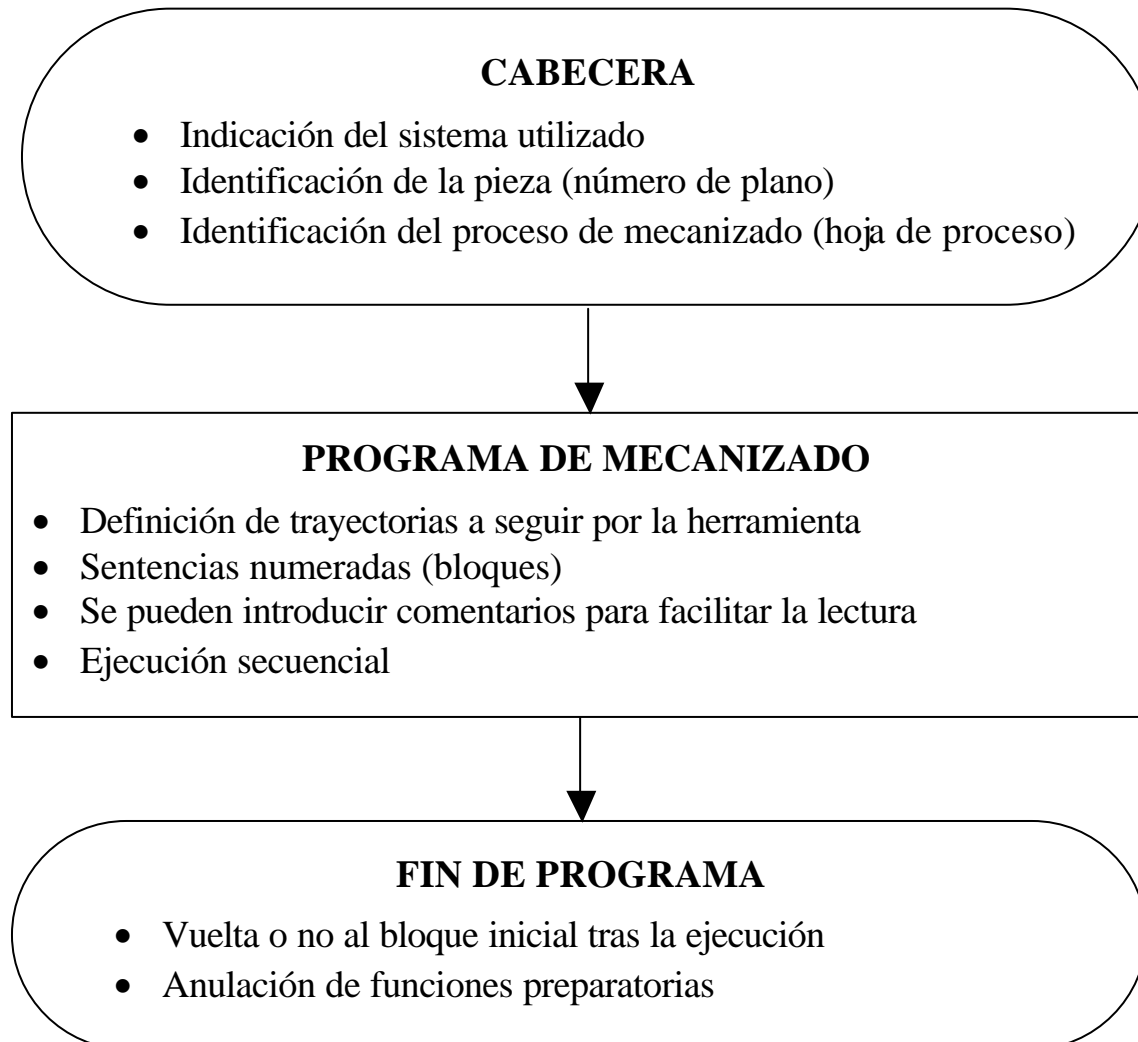 CABECERA
• Indicación del sistema utilizado
• Identificación de la pieza (número de plano)
• Identificación del proceso de mecanizado (hoja de proceso)
PROGRAMA DE MECANIZADO
• Definición de trayectorias a seguir por la herramienta
• Sentencias numeradas (bloques)
• Se pueden introducir comentarios para facilitar la lectura
• Ejecución secuencial
FIN DE PROGRAMA
• Vuelta o no al bloque inicial tras la ejecución
• Anulación de funciones preparatorias